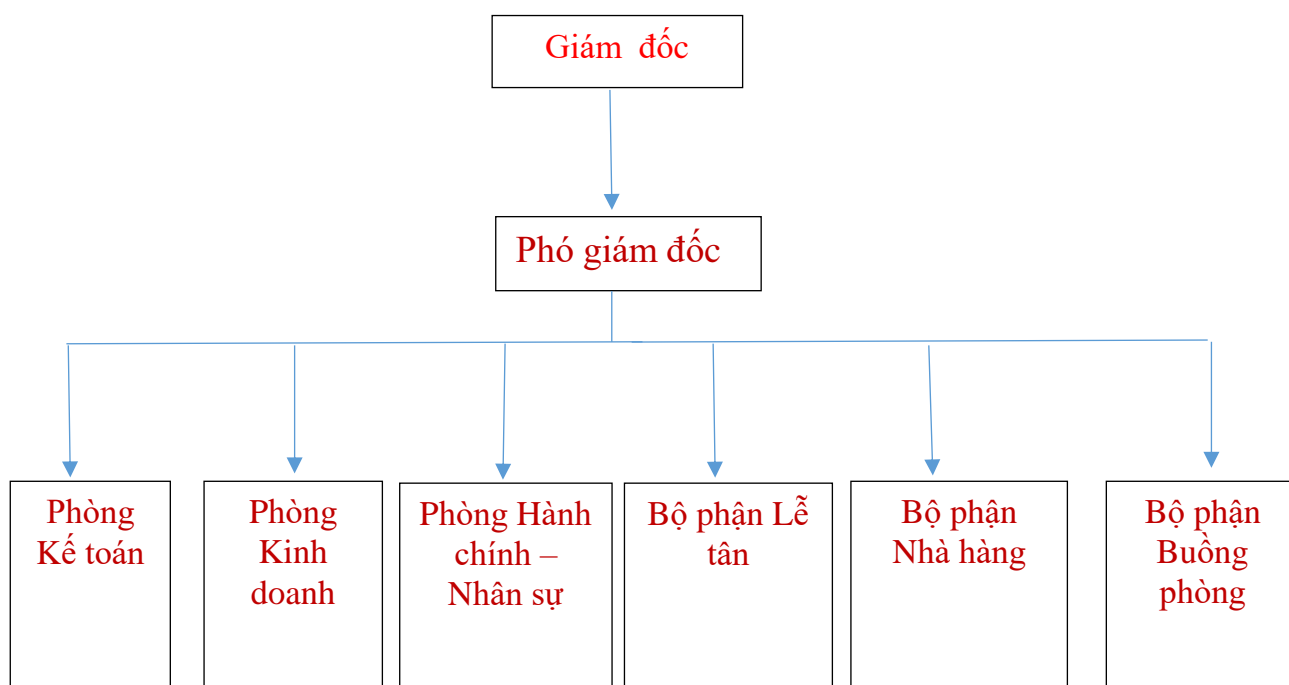 Giám đốc
Phó giám đốc
Phòng
Kế toán
Phòng
Kinh
doanh
Phòng Hành
chính –
Nhân sự
Bộ phận Lễ
tân
Bộ phận
Nhà hàng
Bộ phận
Buồng
phòng